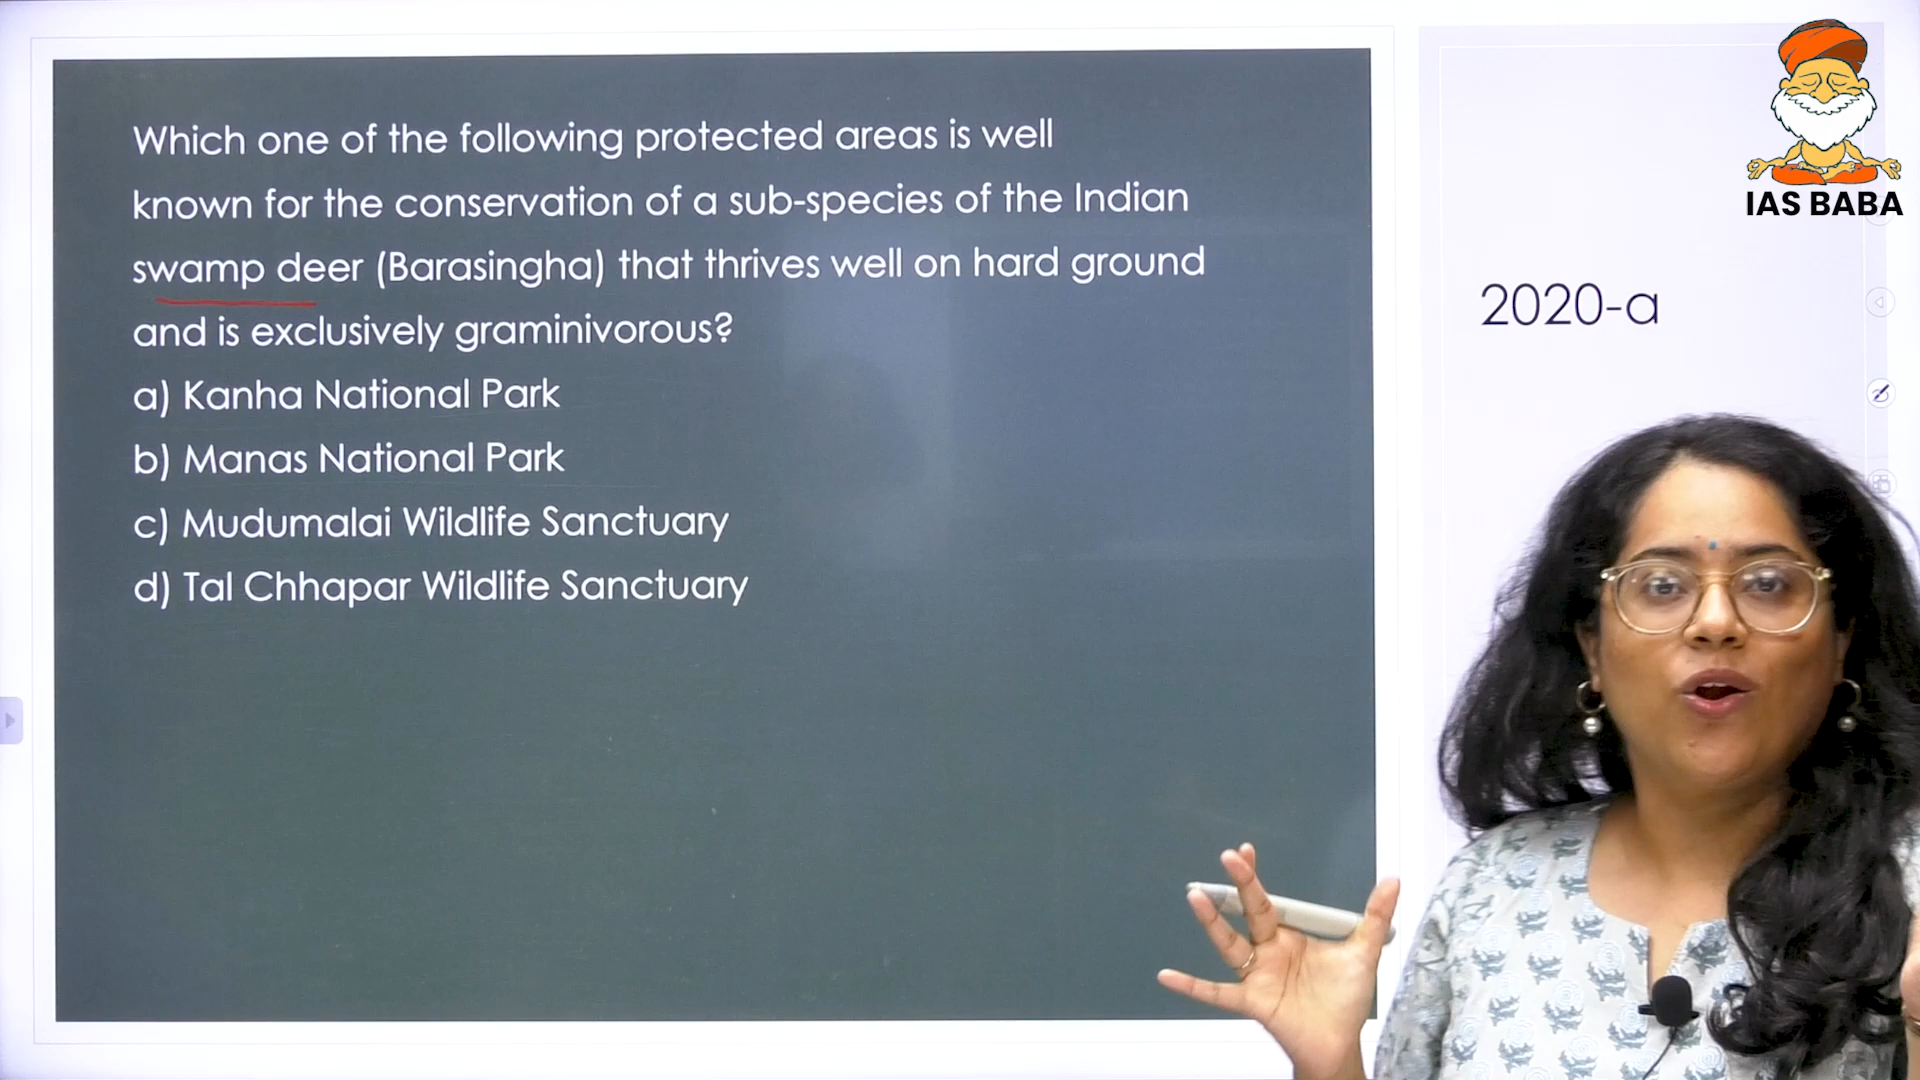 Which one of the following protected areas is well
known for the conservation of a sub-species of the Indian
swamp deer (Barasingha) that thrives well on hard ground
and is exclusively graminivorous?
a) Kanha National Park
b) Manas National Park
c) Mudumalai Wildlife Sanctuary
d) Tal Chhapar Wildlife Sanctuary
2020-a
IAS BABA